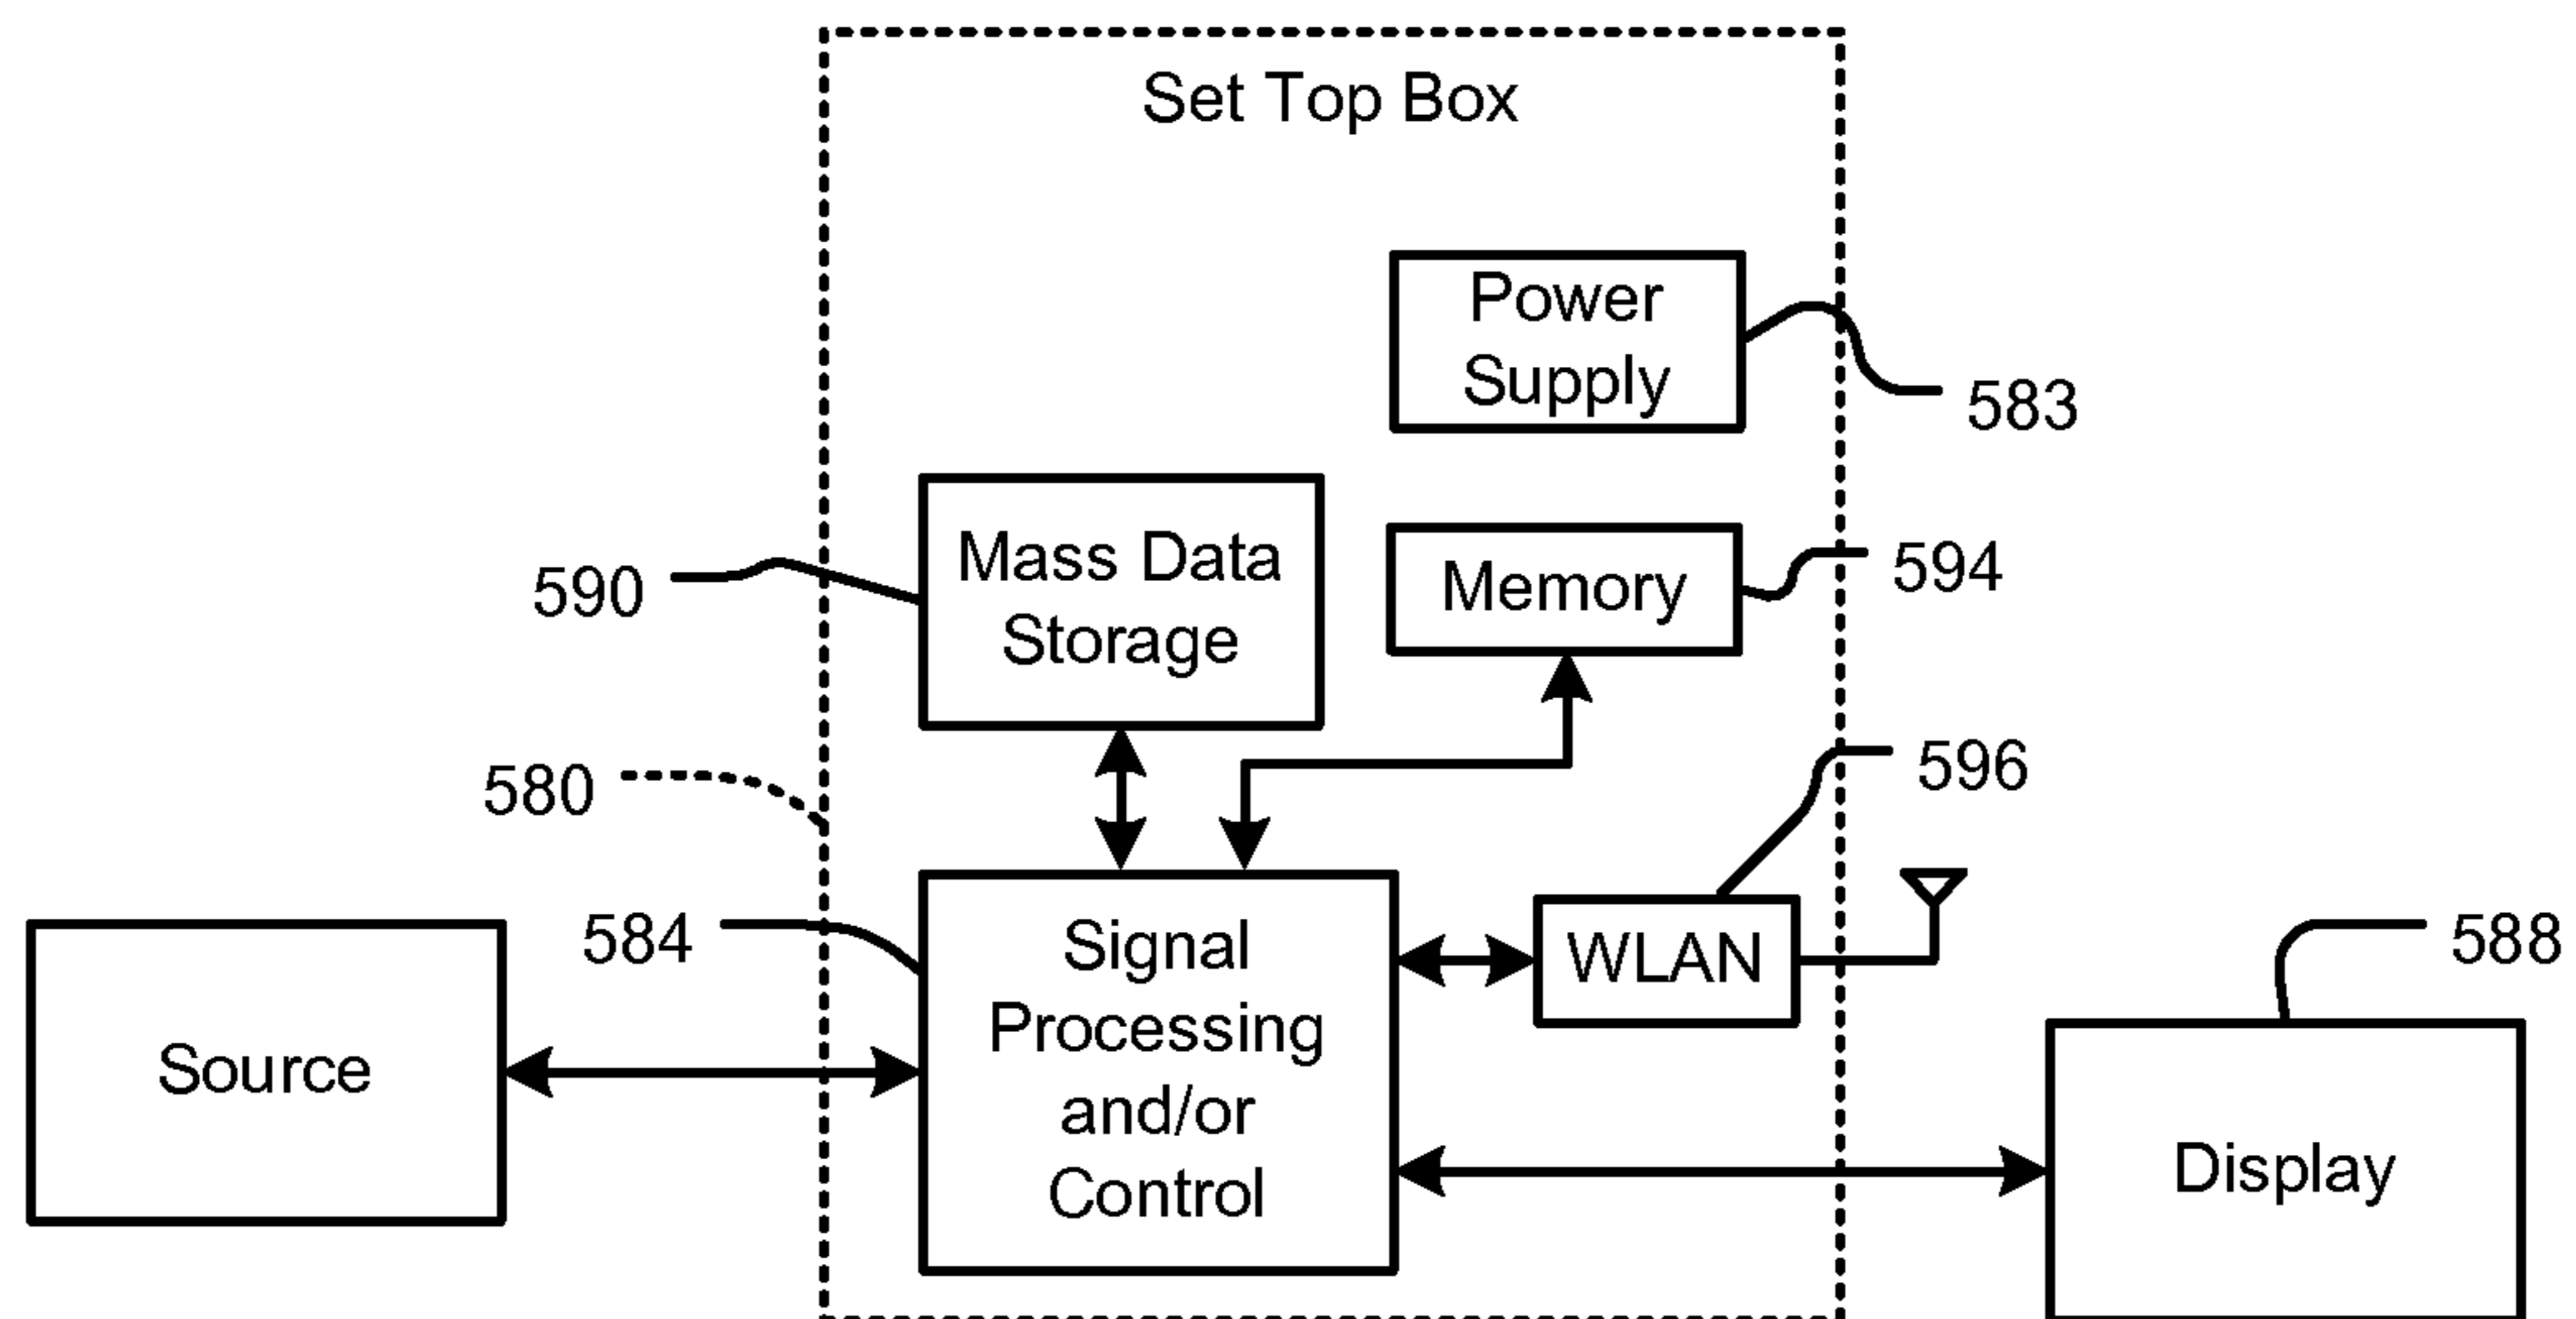 Set Top Box
Power
Supply
583
Mass Data
Storage
590
Memory
594
580
596
584
Signal
Processing
and/or
Control
WLAN
588
Source
Display